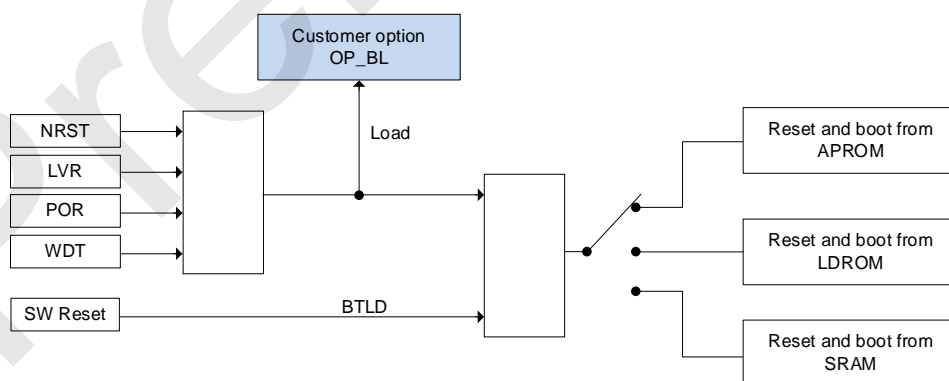 Customer option
OP_BL
NRST
LVR
POR
WDT
Load
SW Reset
BTLD
Reset and boot from
APROM
Reset and boot from
LDROM
Reset and boot from
SRAM